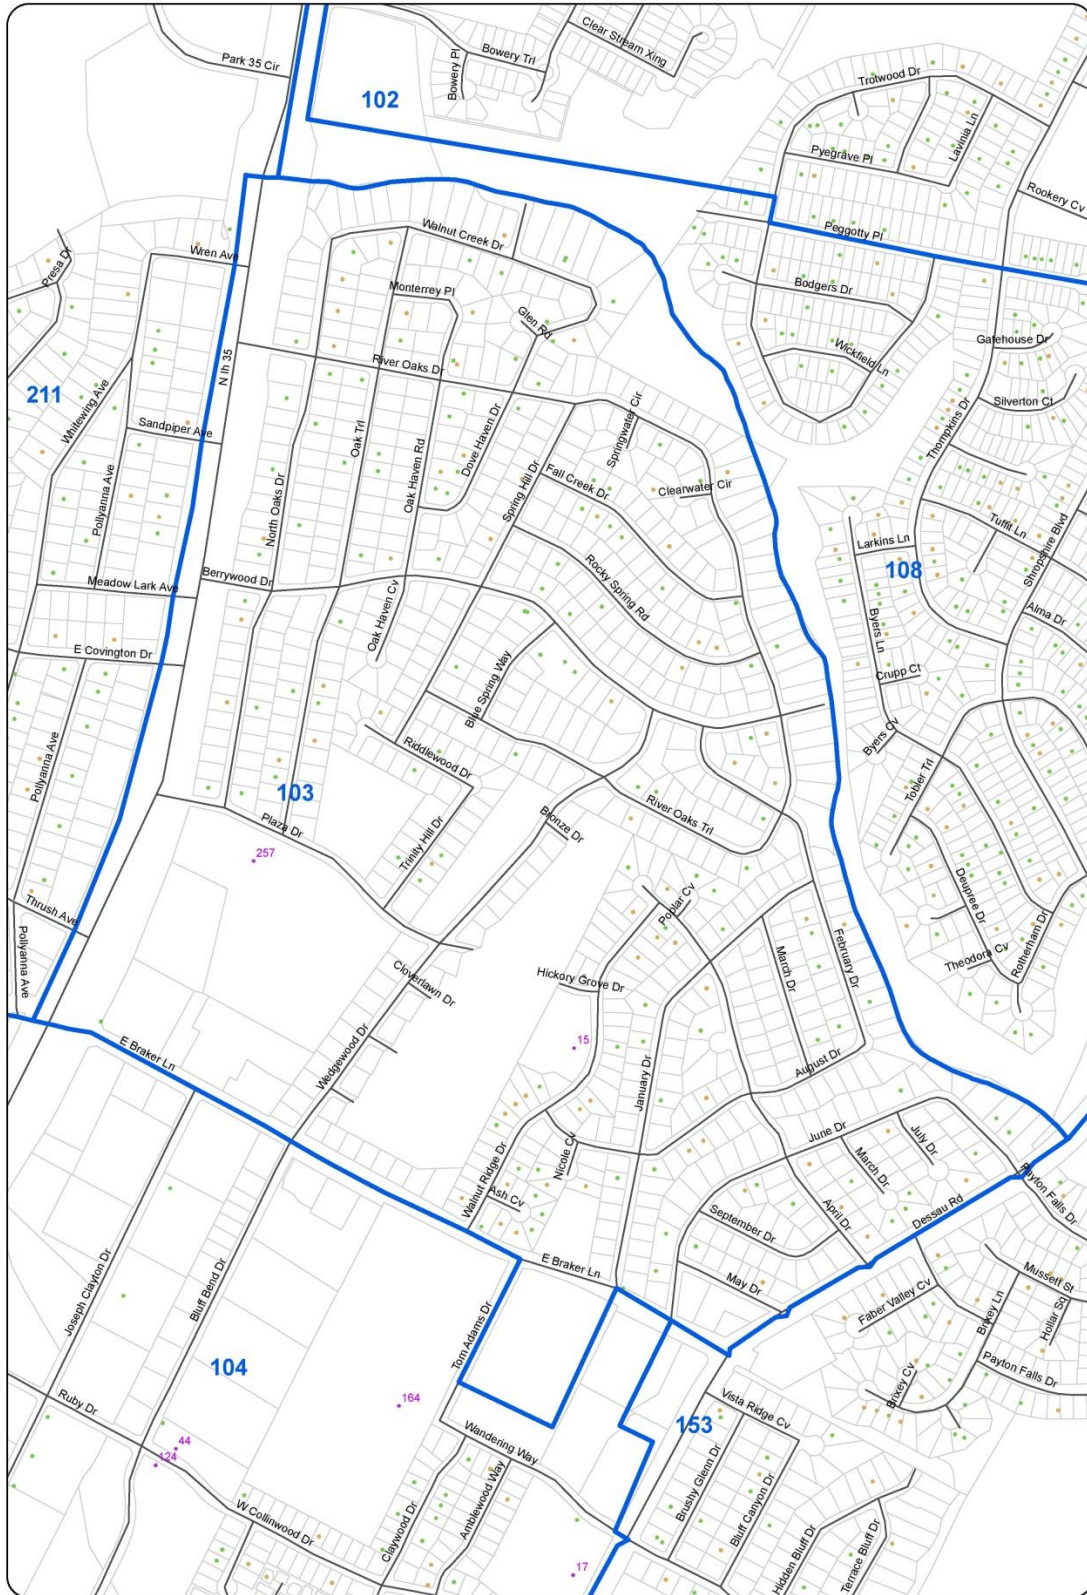 Park 35 Cir
Bowery Pl
Bowery Trl
Clear Stream Xing
102
Trotwood Dr
Lavinia Ln
Pyegrave Pl
Rookery Cv
Peggotty Pl
Walnut Creek Dr
Wren Ave
Presa Dr
Monterrey Pl
Bodgers Dr
Glen Rd
Gatehouse Dr
Wickfield Ln
N Ih 35
River Oaks Dr
211
Whitewing Ave
Silverton Ct
Thompkins Dr
Springwater Cir
Sandpiper Ave
Oak Trl
Dove Haven Dr
Oak Haven Rd
Fall Creek Dr
Spring Hill Dr
Clearwater Cir
Pollyanna Ave
North Oaks Dr
Tuffit Ln
Shropshire Blvd
Larkins Ln
108
Meadow Lark Ave
Berrywood Dr
Rocky Spring Rd
Alma Dr
Oak Haven Cv
Byers Ln
E Covington Dr
Blue Spring Way
Crupp Ct
Byers Cv
Pollyanna Ave
Riddlewood Dr
Tobler Trl
103
River Oaks Trl
Plaza Dr
Bronze Dr
Trinity Hill Dr
257
Deupree Dr
Poplar Cv
Thrush Ave
Rotherham Dr
February Dr
March Dr
Theodora Cv
Pollyanna Ave
Cloverlawn Dr
Hickory Grove Dr
15
E Braker Ln
Wedgewood Dr
January Dr
August Dr
June Dr
July Dr
Nicole Cv
March Dr
Walnut Ridge Dr
Ash Cv
Payton Falls Dr
Dessau Rd
April Dr
September Dr
E Braker Ln
May Dr
Mussett St
Faber Valley Cv
Brixey Ln
Hollar Sq
Joseph Clayton Dr
Bluff Bend Dr
Tom Adams Dr
104
Payton Falls Dr
Brixey Cv
Ruby Dr
164
Vista Ridge Cv
153
Wandering Way
44
124
Brushy Glenn Dr
Bluff Canyon Dr
W Collinwood Dr
Claywood Dr
Amblewood Way
Hidden Bluff Dr
Terrace Bluff Dr
17